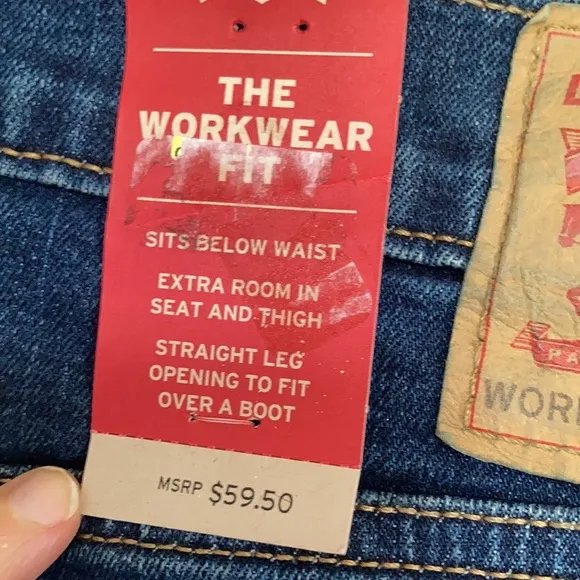 THE
WORKWEAR
FIT
SITS BELOW WAIST
EXTRA ROOM IN
SEAT AND THIGH
STRAIGHT LEG
OPENING TO FIT
OVER A BOOT
MSRP $59.50
WOR